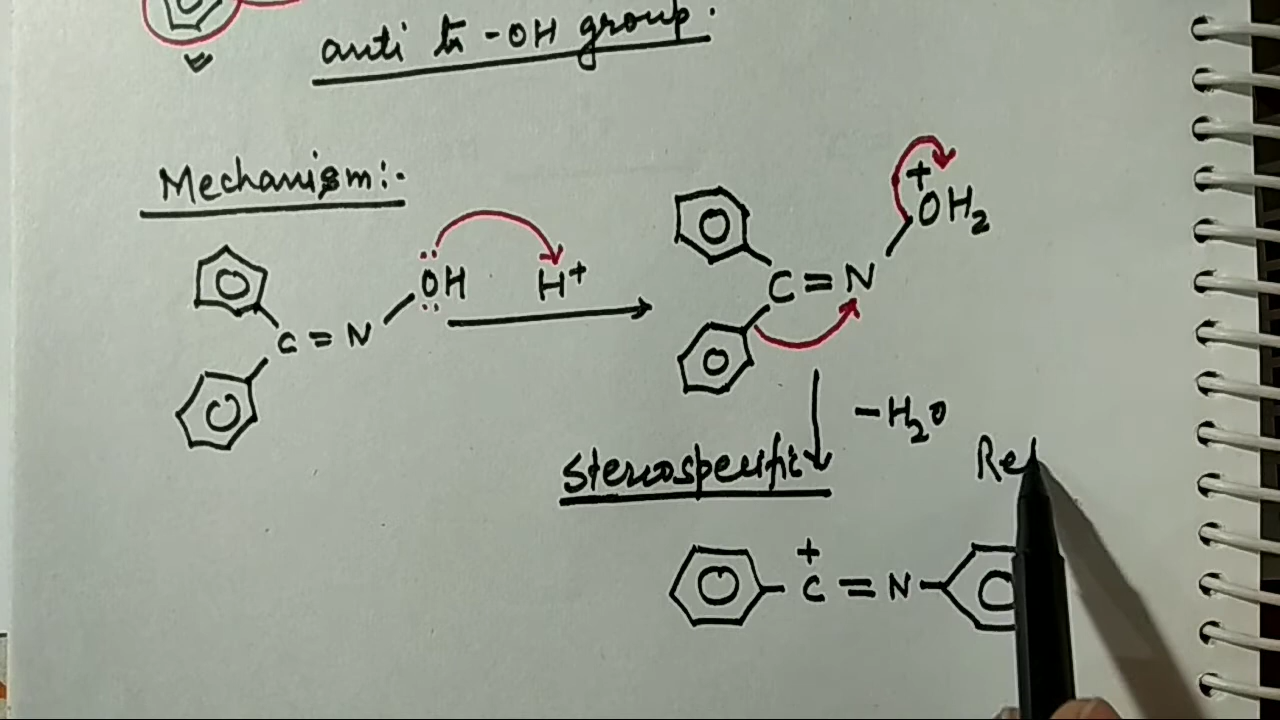 anti to -OH group.
Mechanism:-
C = N OH H+
C = N +OH2
-H2O
Stereospecific
+
C = N